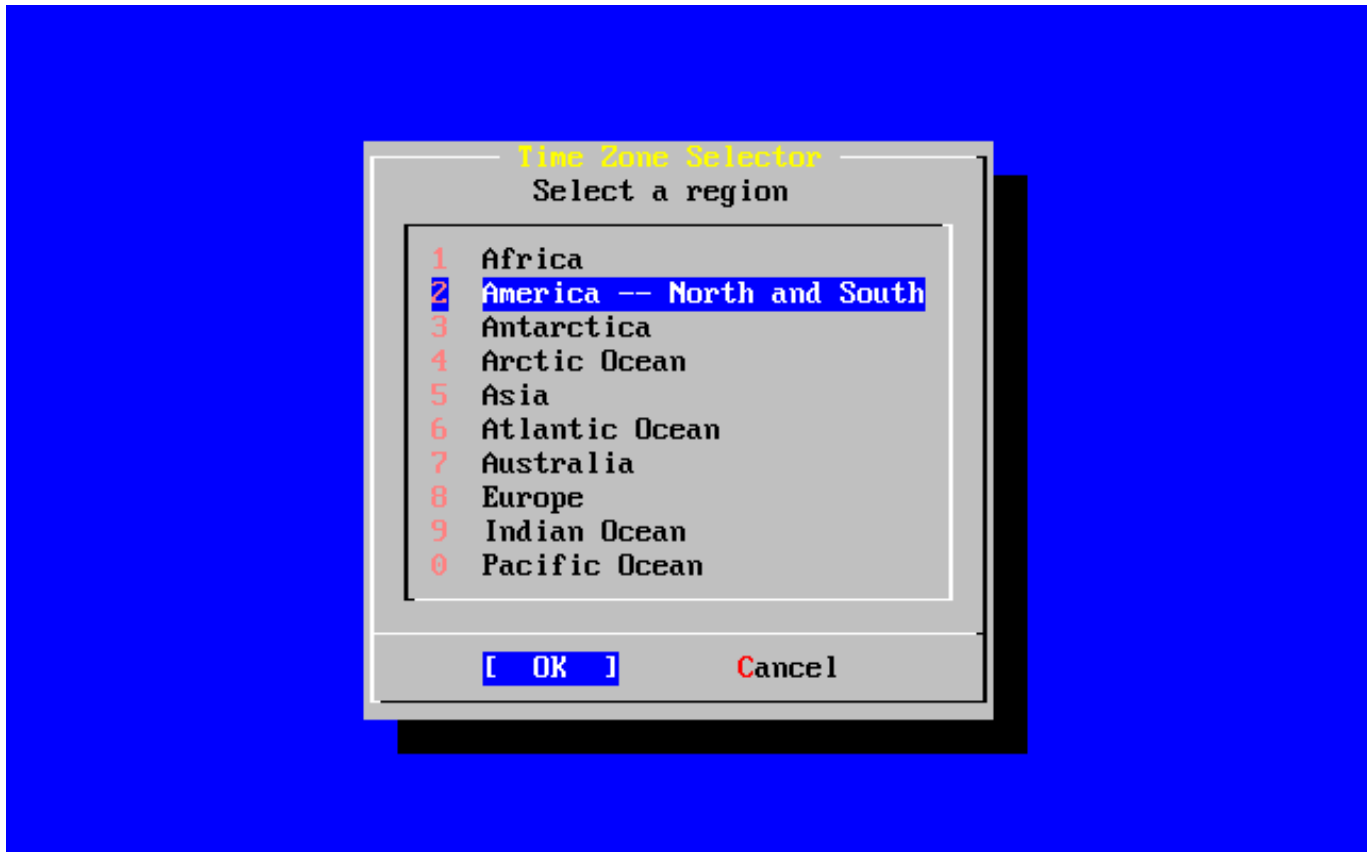 Time Zone Selector
Select a region
1 Africa
2 America -- North and South
3 Antarctica
4 Arctic Ocean
5 Asia
6 Atlantic Ocean
7 Australia
8 Europe
9 Indian Ocean
0 Pacific Ocean
[ OK ] Cancel